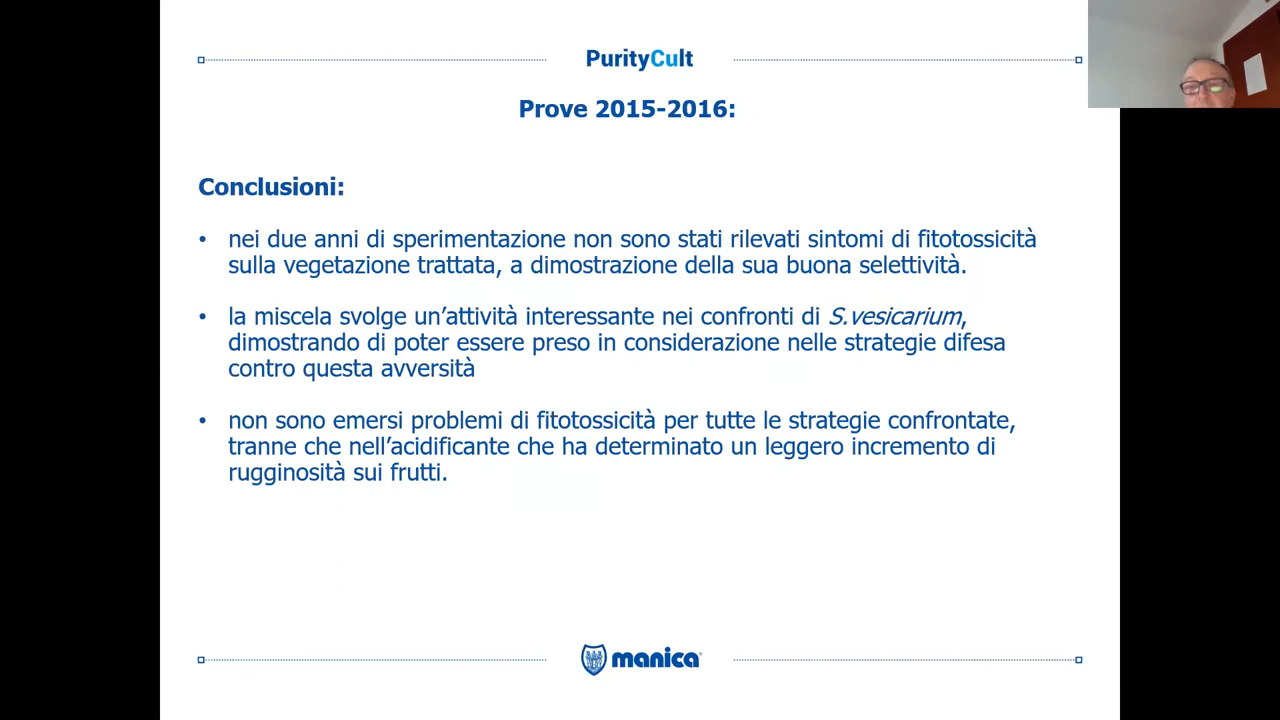 PurityCult
Prove 2015-2016:
Conclusioni:
• nei due anni di sperimentazione non sono stati rilevati sintomi di fitotossicità
sulla vegetazione trattata, a dimostrazione della sua buona selettività.
• la miscela svolge un’attività interessante nei confronti di S.vesicarium,
dimostrando di poter essere preso in considerazione nelle strategie difesa
contro questa avversità
• non sono emersi problemi di fitotossicità per tutte le strategie confrontate,
tranne che nell’acidificante che ha determinato un leggero incremento di
rugginosità sui frutti.
manica